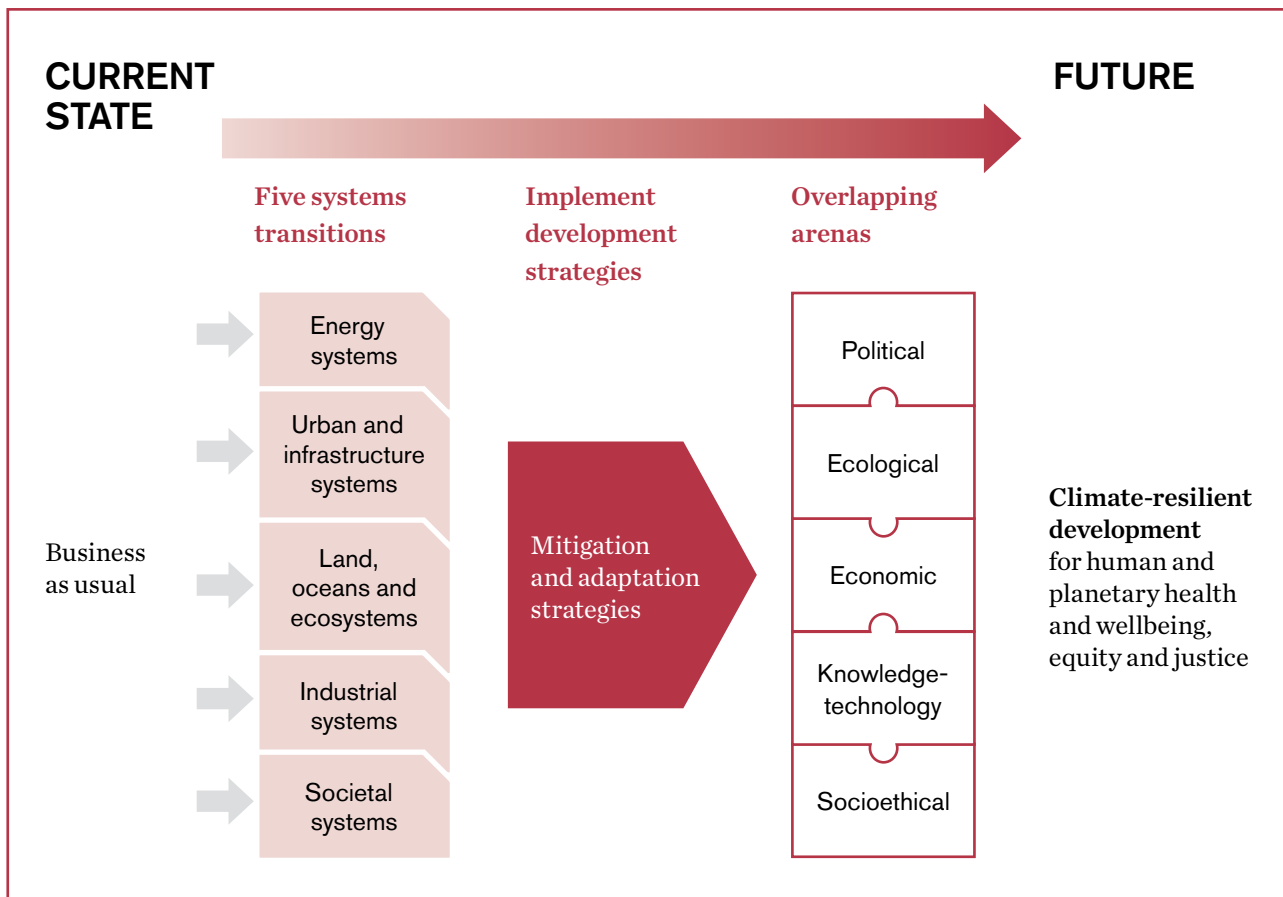 CURRENT
STATE
FUTURE
Five systems
transitions
Implement
development
strategies
Overlapping
arenas
Business
as usual
Energy
systems
Urban and
infrastructure
systems
Land,
oceans and
ecosystems
Industrial
systems
Societal
systems
Mitigation
and adaptation
strategies
Political
Ecological
Economic
Knowledge-
technology
Socioethical
Climate-resilient
development
for human and
planetary health
and wellbeing,
equity and justice